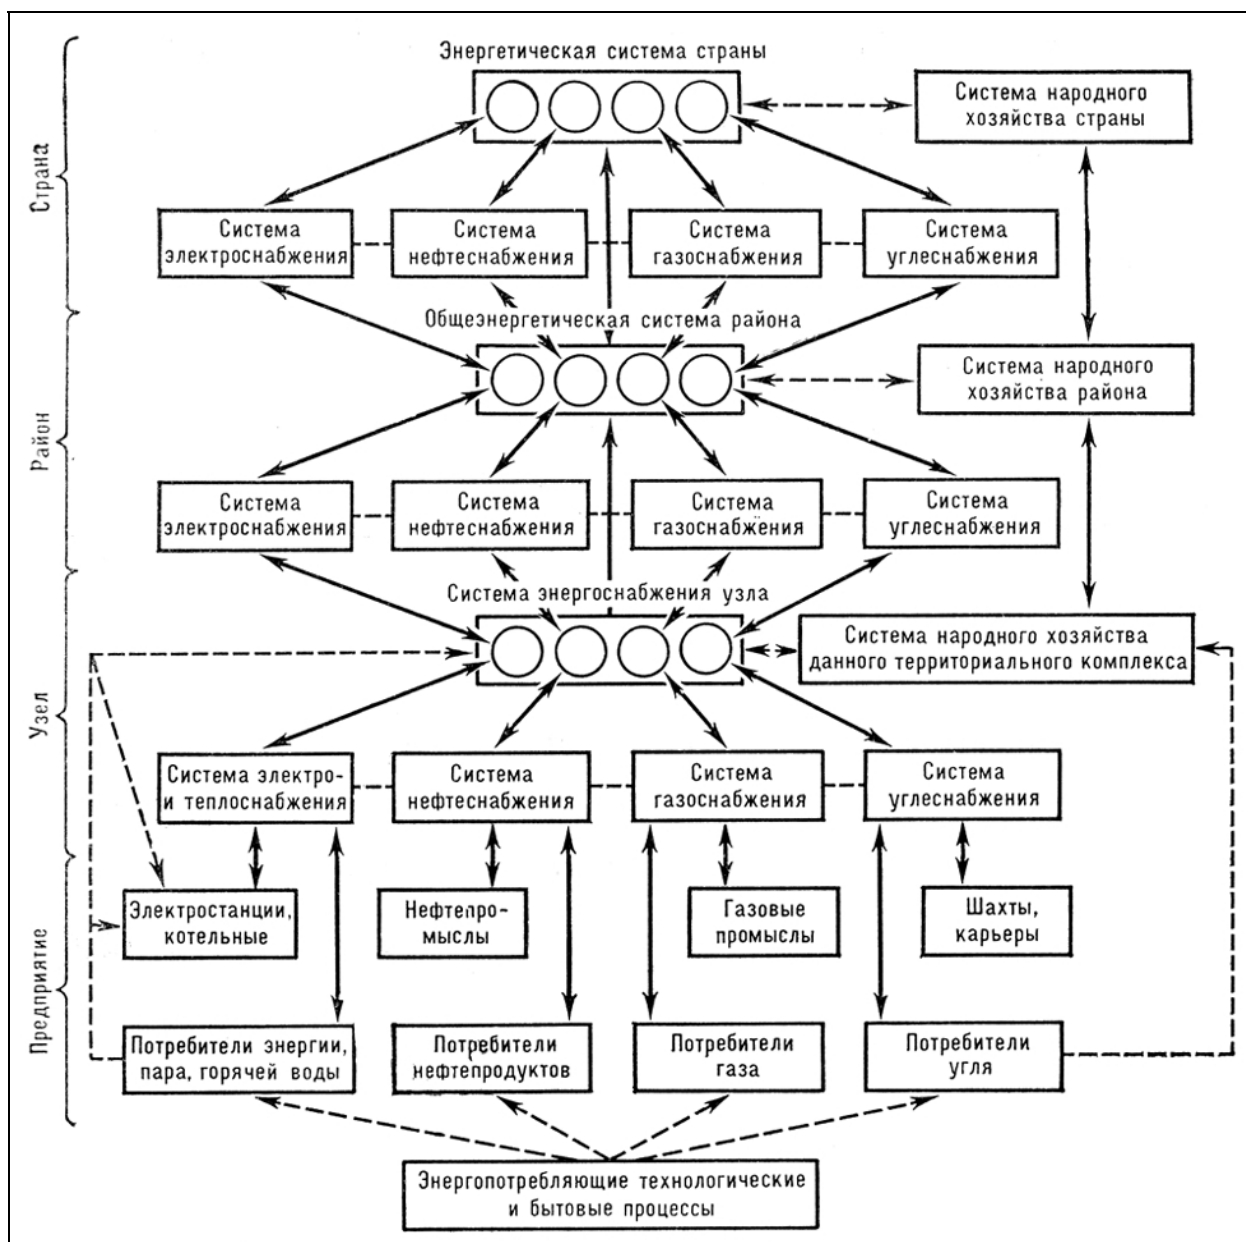 Энергетическая система страны
Система народного
хозяйства страны
Страна
Система
электроснабжения
Система
нефтеснабжения
Система
газоснабжения
Система
углеснабжения
Общеэнергетическая система района
Система народного
хозяйства района
Район
Система
электроснабжения
Система
нефтеснабжения
Система
газоснабжения
Система
углеснабжения
Система энергоснабжения узла
Система народного хозяйства
данного территориального комплекса
Узел
Система электро-
и теплоснабжения
Система
нефтеснабжения
Система
газоснабжения
Система
углеснабжения
Предприятие
Электростанции,
котельные
Нефтепро-
мыслы
Газовые
промыслы
Шахты,
карьеры
Потребители энергии,
пара, горячей воды
Потребители
нефтепродуктов
Потребители
газа
Потребители
угля
Энергопотребляющие технологические
и бытовые процессы